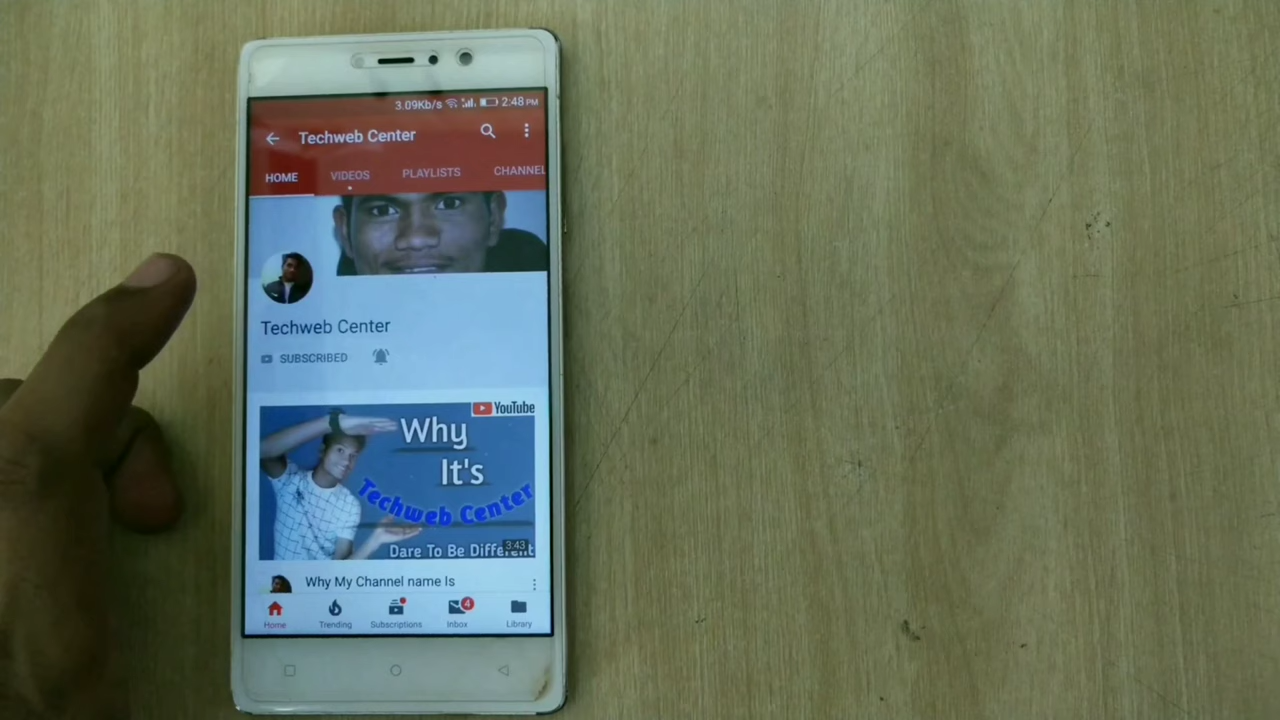 3.09Kb/s 2:48 PM
Techweb Center
HOME VIDEOS PLAYLISTS CHANNEL
Techweb Center
SUBSCRIBED
YouTube
Why
It's
Techweb Center
Dare To Be Different
3:43
Why My Channel name Is
4
Home Trending Subscriptions Inbox Library